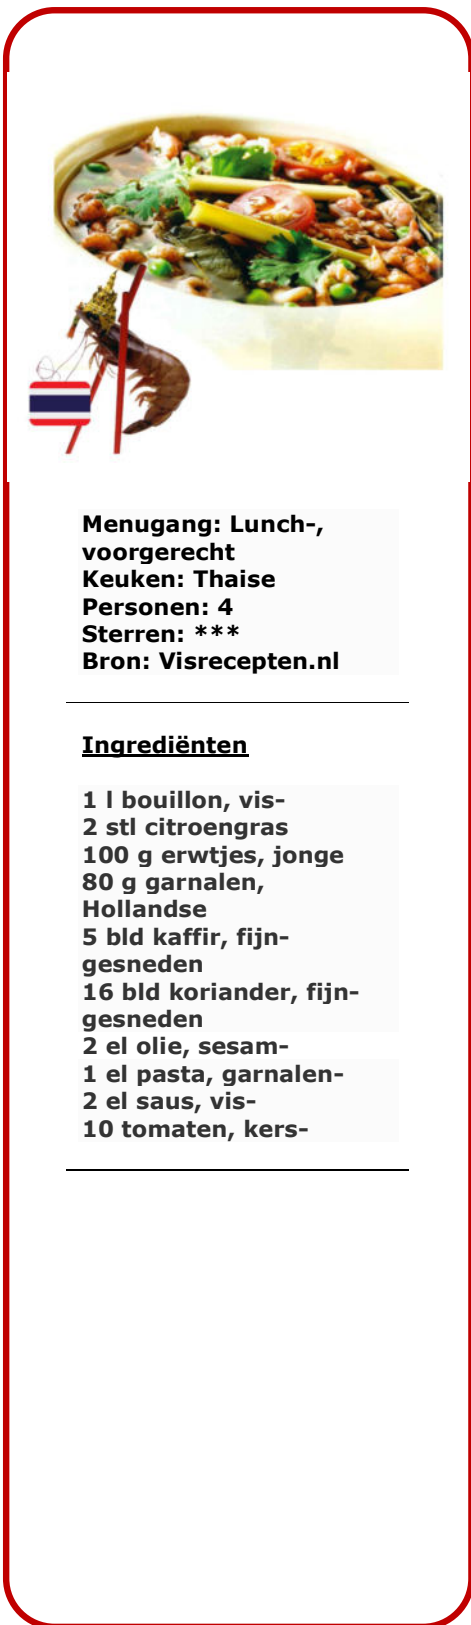 Menugang: Lunch-,
voorgerecht
Keuken: Thaise
Personen: 4
Sterren: ***
Bron: Visrecepten.nl
Ingrediënten
1 l bouillon, vis-
2 stl citroengras
100 g erwtjes, jonge
80 g garnalen,
Hollandse
5 bld kaffir, fijn-
gesneden
16 bld koriander, fijn-
gesneden
2 el olie, sesam-
1 el pasta, garnalen-
2 el saus, vis-
10 tomaten, kers-